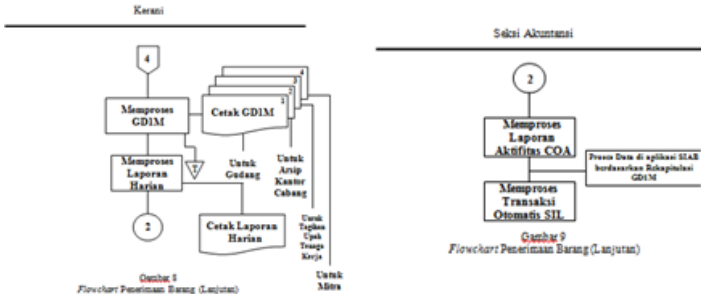 Kerani
4
Memproses
GD1M
Cetak GD1M
1
2
3
4
Memproses
Laporan
Harian
T
Untuk
Gudang
Untuk
Arsip
Kantor
Cabang
Untuk
Tagihan
Upah
Tenaga
Kerja
Untuk
Mitra
2
Cetak Laporan
Harian
Gambar 8
Flowchart Penerimaan Barang (Lanjutan)
Seksi Akuntansi
2
Memproses
Laporan
Aktifitas COA
Proses Data di aplikasi SIAB
berdasarkan Rekapitulasi
GD1M
Memproses
Transaksi
Otomatis SIL
Gambar 9
Flowchart Penerimaan Barang (Lanjutan)